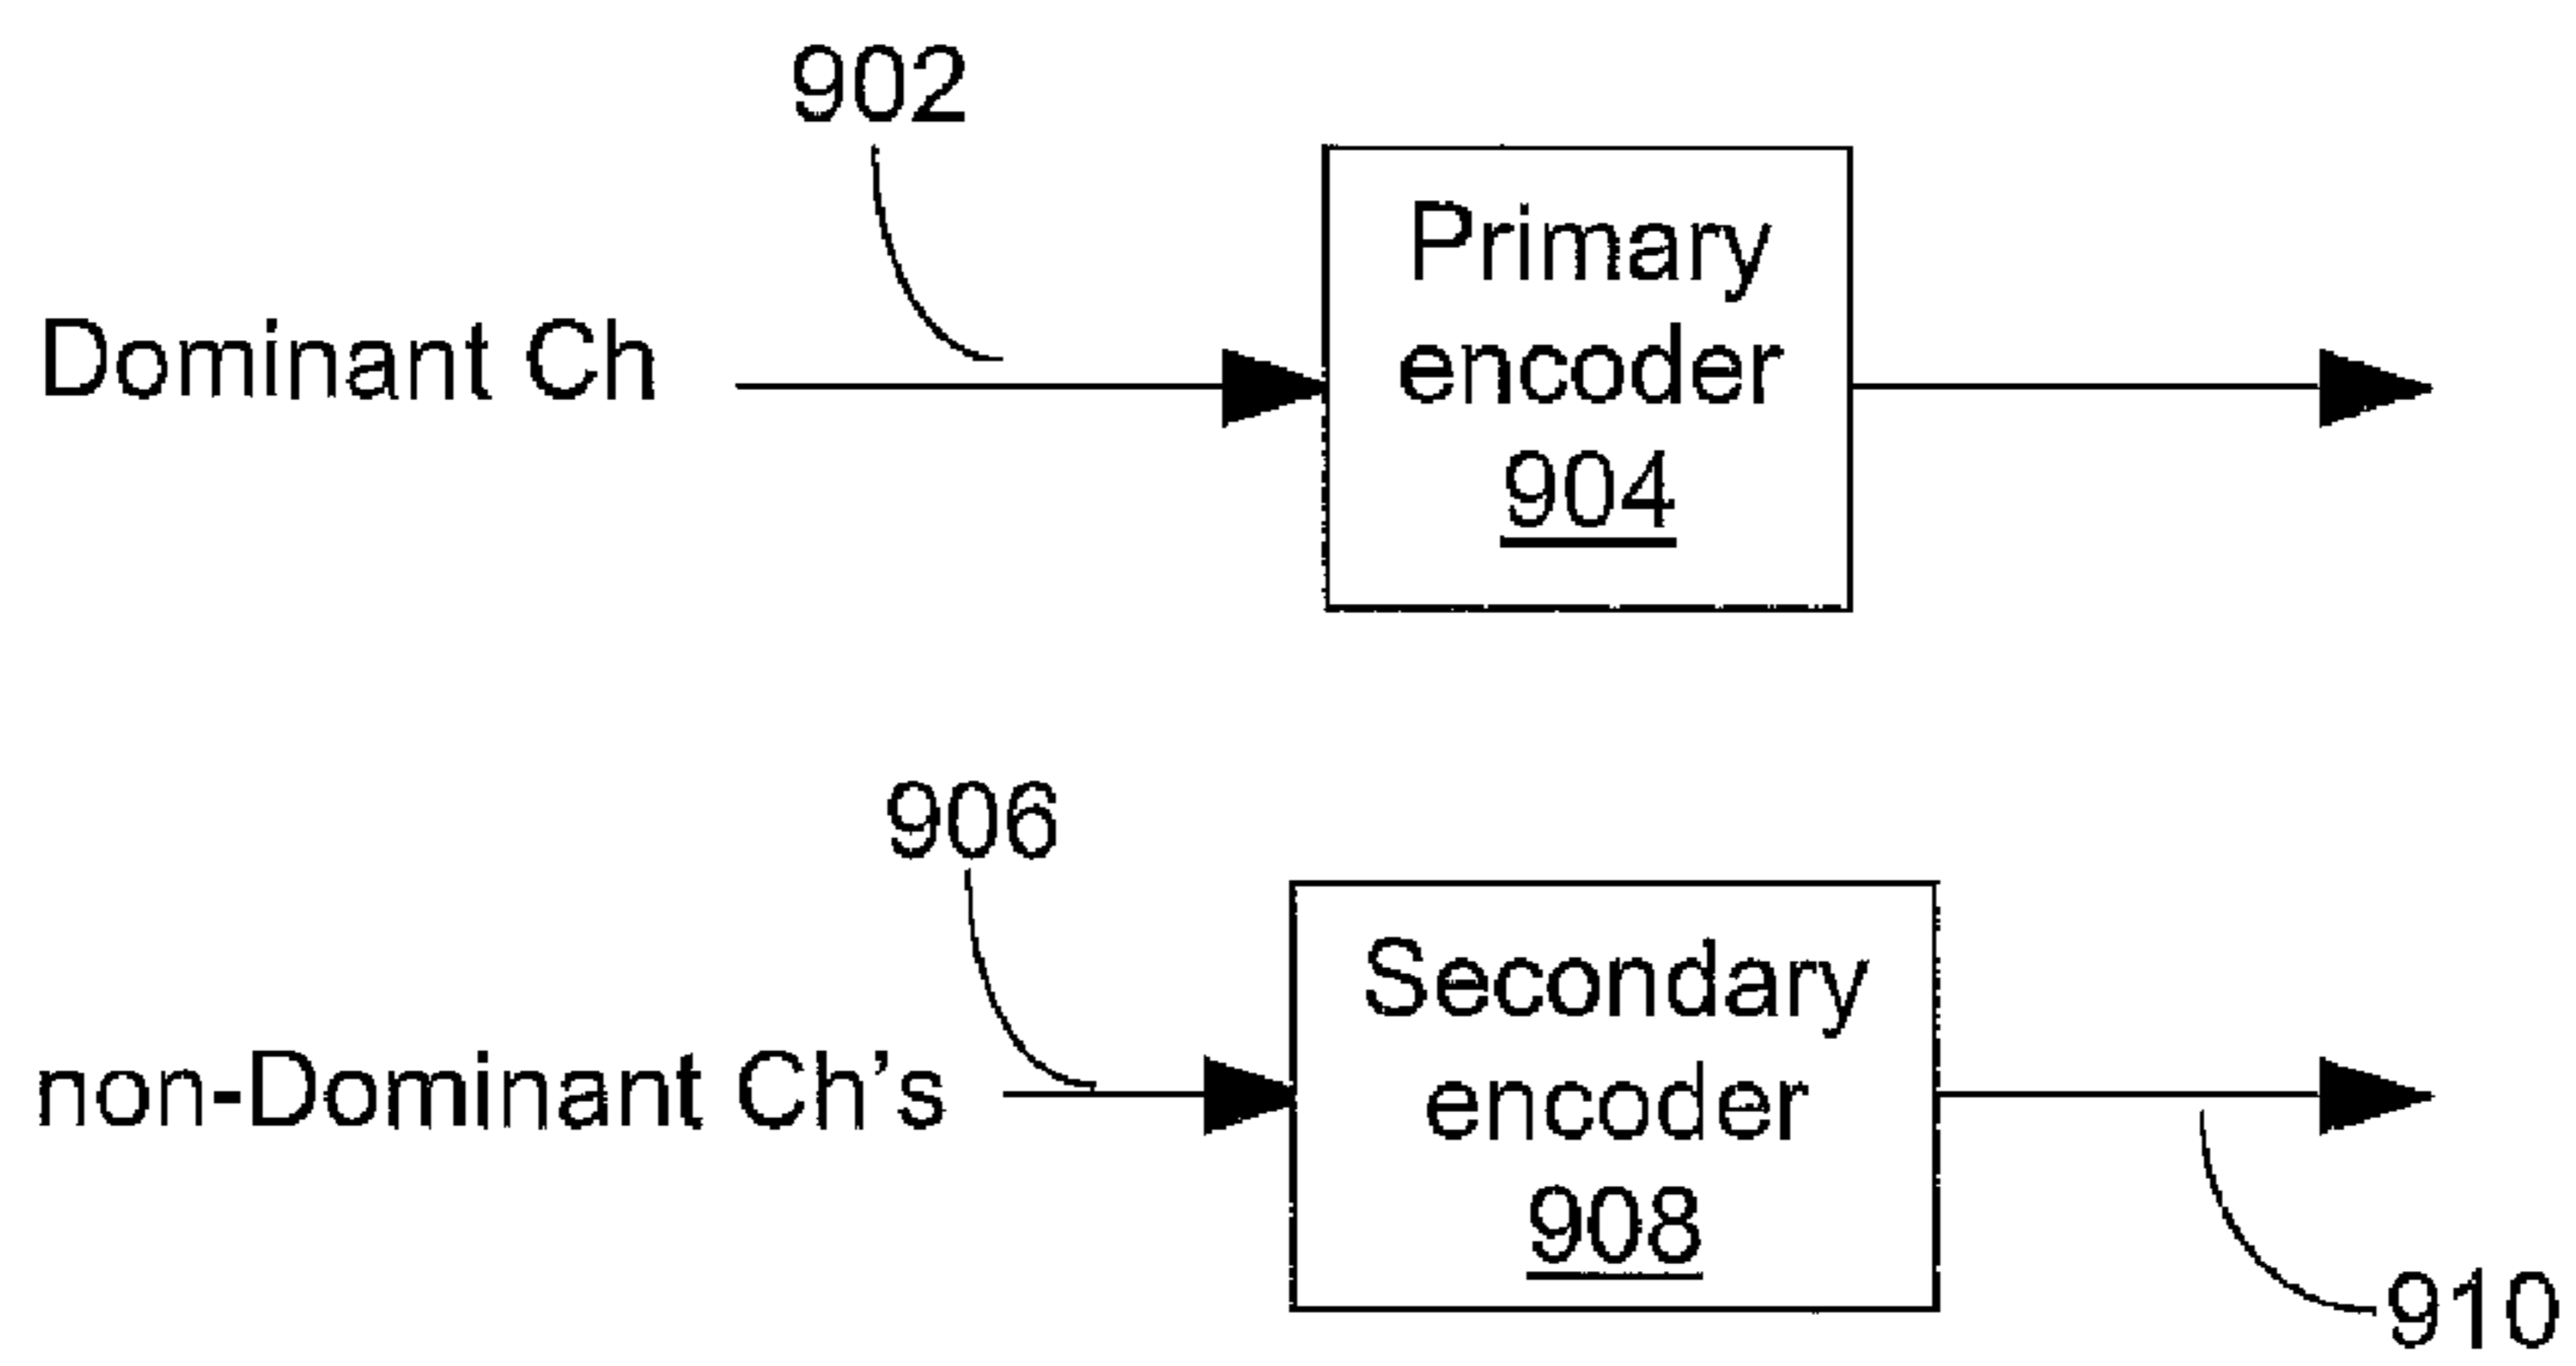 902
Dominant Ch
Primary
encoder
904
906
non-Dominant Ch's
Secondary
encoder
908
910